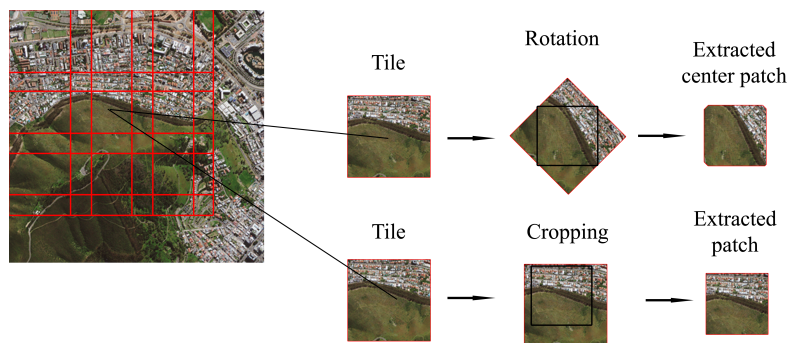 Tile
Rotation
Extracted
center patch
Tile
Cropping
Extracted
patch